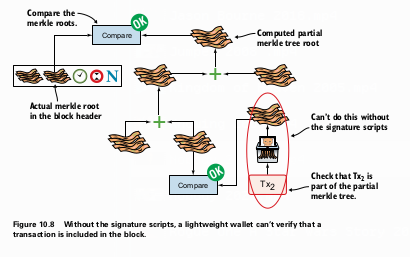 Compare the
merkle roots.
Compare
OK
Computed partial
merkle tree root
N
Actual merkle root
in the block header
+
+
Can't do this without
the signature scripts
OK
Compare
Tx2
Check that Tx2 is
part of the partial
merkle tree.
Figure 10.8 Without the signature scripts, a lightweight wallet can't verify that a
transaction is included in the block.